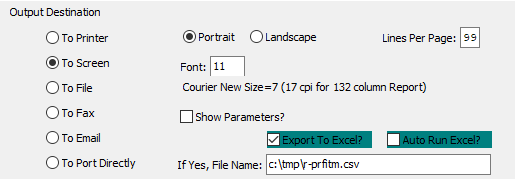 Output Destination
To Printer
Portrait
Landscape
Lines Per Page: 99
To Screen
Font: 11
To File
Courier New Size=7 (17 cpi for 132 column Report)
To Fax
Show Parameters?
To Email
Export To Excel?
Auto Run Excel?
To Port Directly
If Yes, File Name: c:\tmp\r-prfitm.csv